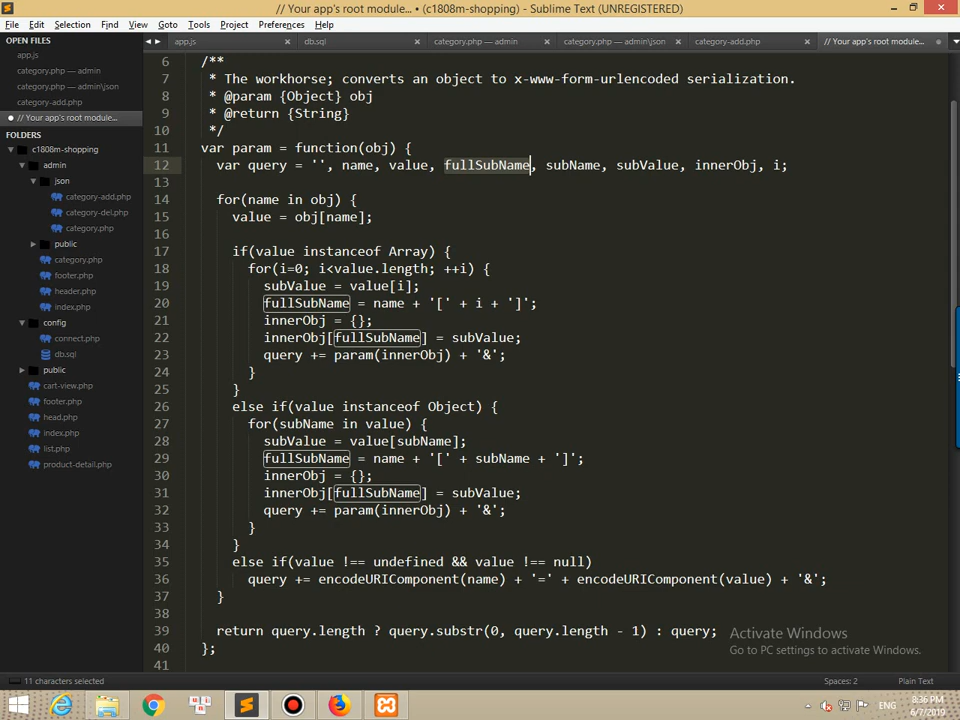 // Your app's root module... • (c1808m-shopping) - Sublime Text (UNREGISTERED)
File Edit Selection Find View Goto Tools Project Preferences Help
OPEN FILES
app.js
category.php — admin
category.php — admin\json
category-add.php
// Your app's root module...
FOLDERS
c1808m-shopping
admin
json
category-add.php
category-del.php
category.php
public
category.php
footer.php
header.php
index.php
config
connect.php
db.sql
public
cart-view.php
footer.php
head.php
index.php
list.php
product-detail.php
app.js db.sql category.php — admin category.php — admin\json category-add.php // Your app's root module...
6 /**
7 * The workhorse; converts an object to x-www-form-urlencoded serialization.
8 * @param {Object} obj
9 * @return {String}
10 */
11 var param = function(obj) {
12 var query = '', name, value, fullSubName, subName, subValue, innerObj, i;
13
14 for(name in obj) {
15 value = obj[name];
16
17 if(value instanceof Array) {
18 for(i=0; i<value.length; ++i) {
19 subValue = value[i];
20 fullSubName = name + '[' + i + ']';
21 innerObj = {};
22 innerObj[fullSubName] = subValue;
23 query += param(innerObj) + '&';
24 }
25 }
26 else if(value instanceof Object) {
27 for(subName in value) {
28 subValue = value[subName];
29 fullSubName = name + '[' + subName + ']';
30 innerObj = {};
31 innerObj[fullSubName] = subValue;
32 query += param(innerObj) + '&';
33 }
34 }
35 else if(value !== undefined && value !== null)
36 query += encodeURIComponent(name) + '=' + encodeURIComponent(value) + '&';
37 }
38
39 return query.length ? query.substr(0, query.length - 1) : query;
40 };
41
Activate Windows
Go to PC settings to activate Windows.
11 characters selected Spaces: 2 Plain Text
ENG
8:36 PM
6/7/2019